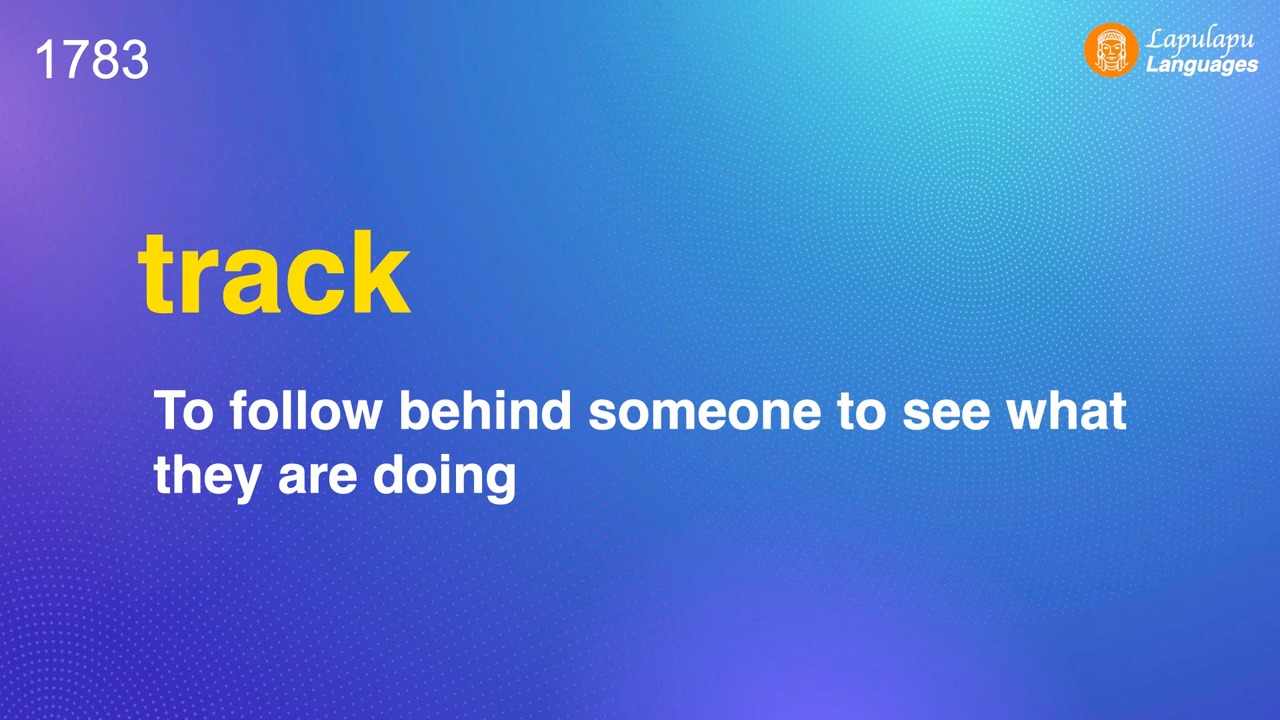 1783
Lapulapu
Languages
track
To follow behind someone to see what
they are doing